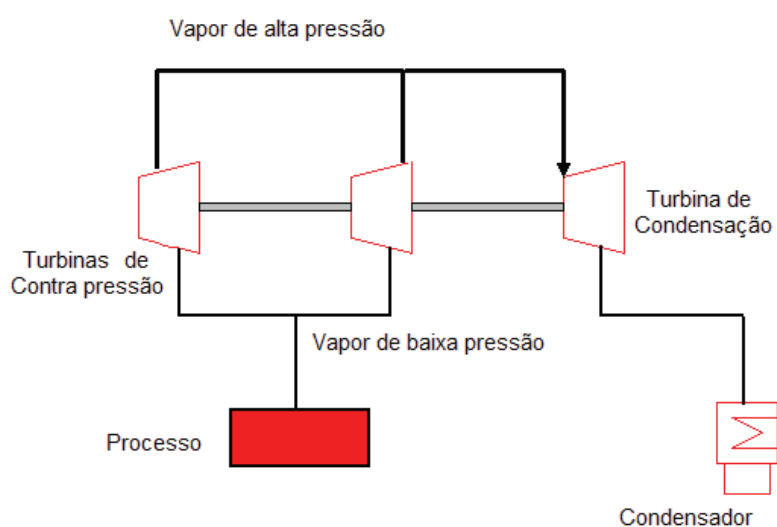 Vapor de alta pressão
Turbina de
Condensação
Turbinas de
Contra pressão
Vapor de baixa pressão
Processo
Condensador